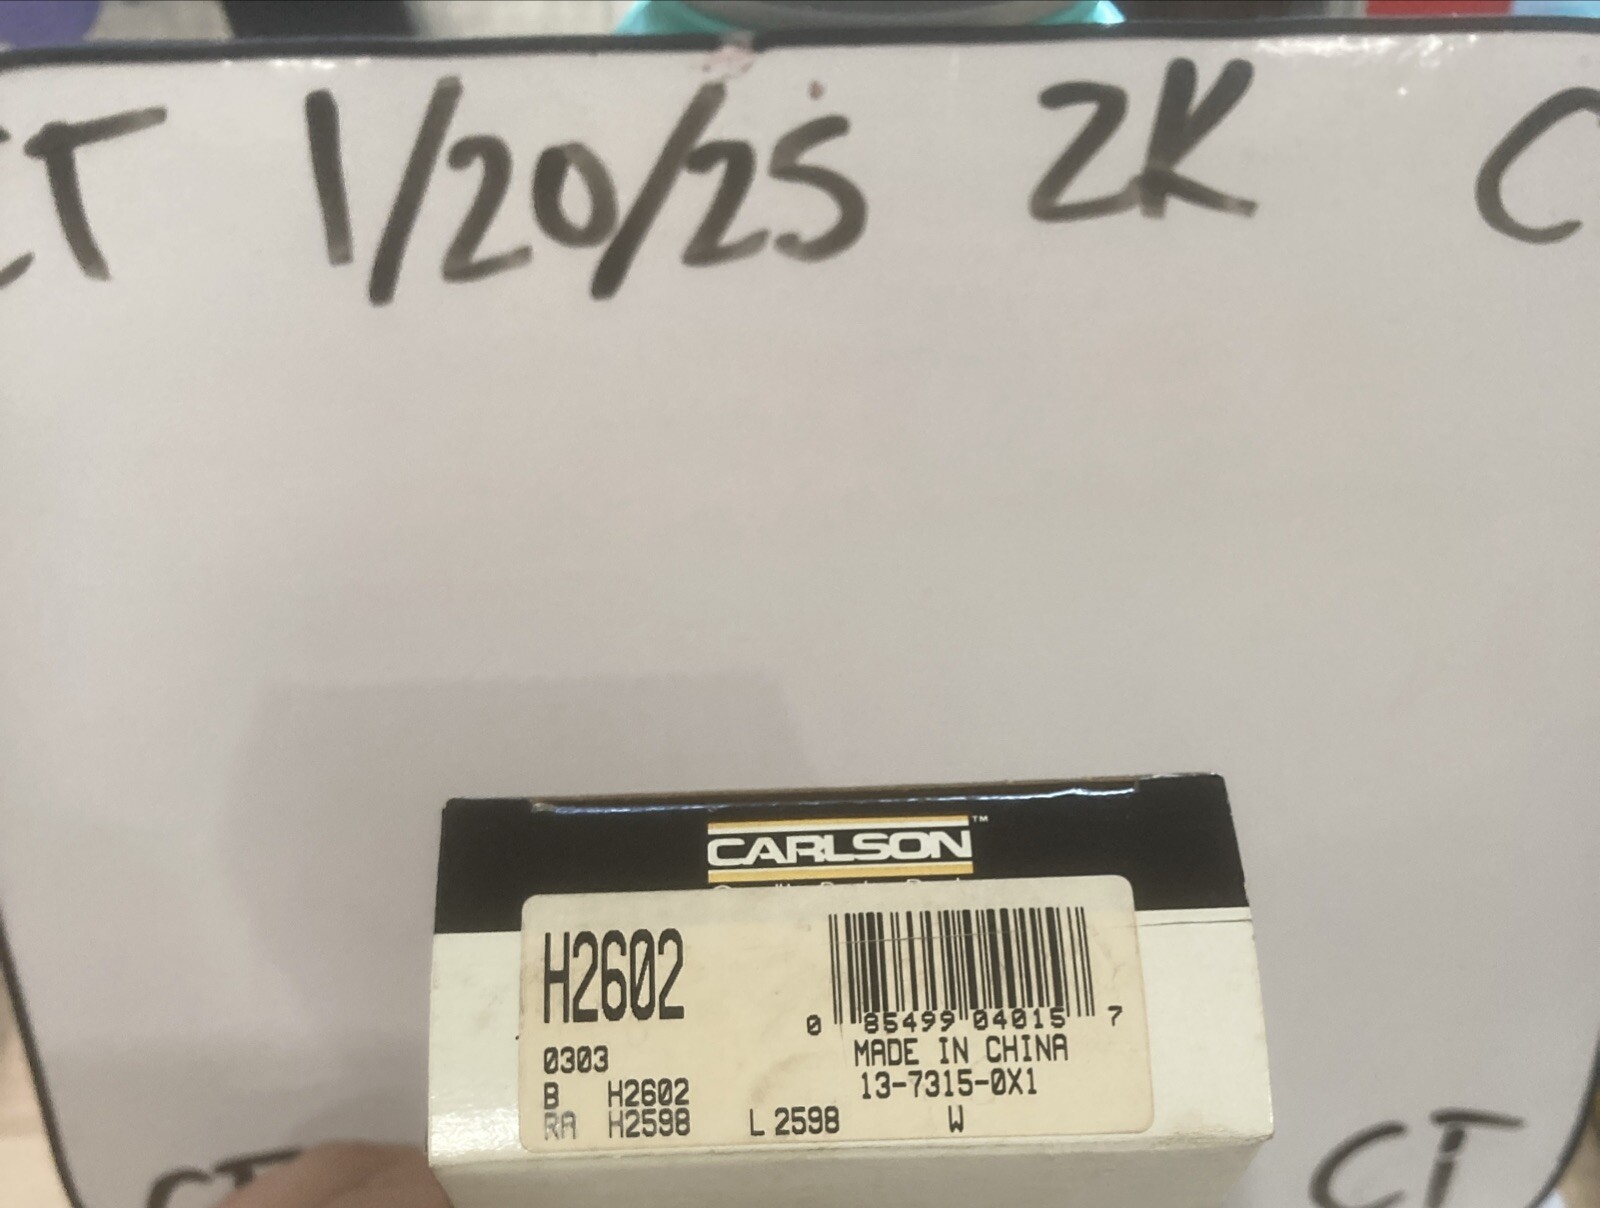 CT 1/20/25 2K C
CARLSON™
H2602
0 85499 04015 7
MADE IN CHINA
0303
13-7315-0X1
B H2602
RA H2598 L 2598 W
CT CT